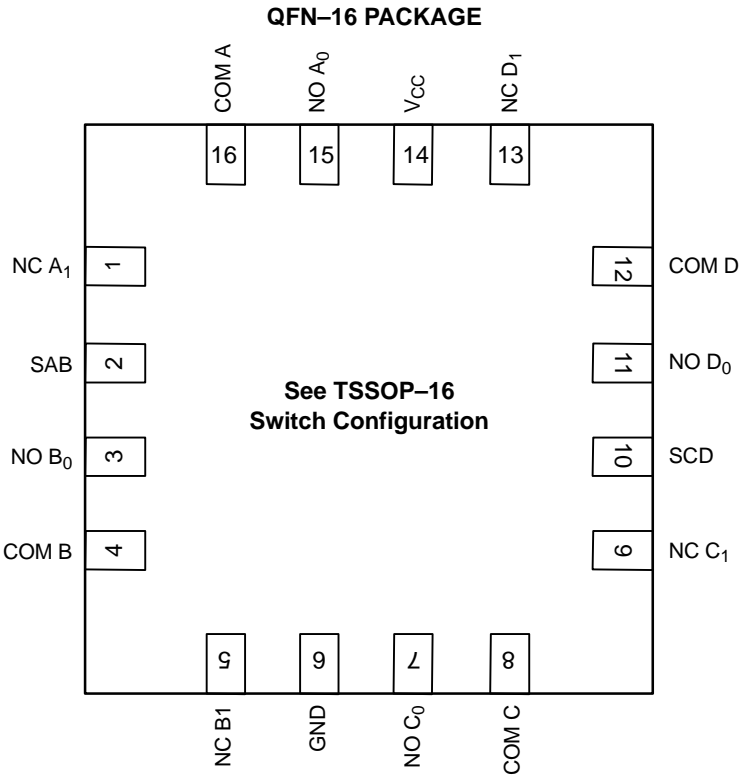 QFN–16 PACKAGE
COM A
NO A₀
VCC
NC D₁
16
15
14
13
NC A₁ 1
12 COM D
SAB 2
11 NO D₀
See TSSOP–16
Switch Configuration
NO B₀ 3
10 SCD
COM B 4
9 NC C₁
5
6
7
8
NC B1
GND
NO C₀
COM C